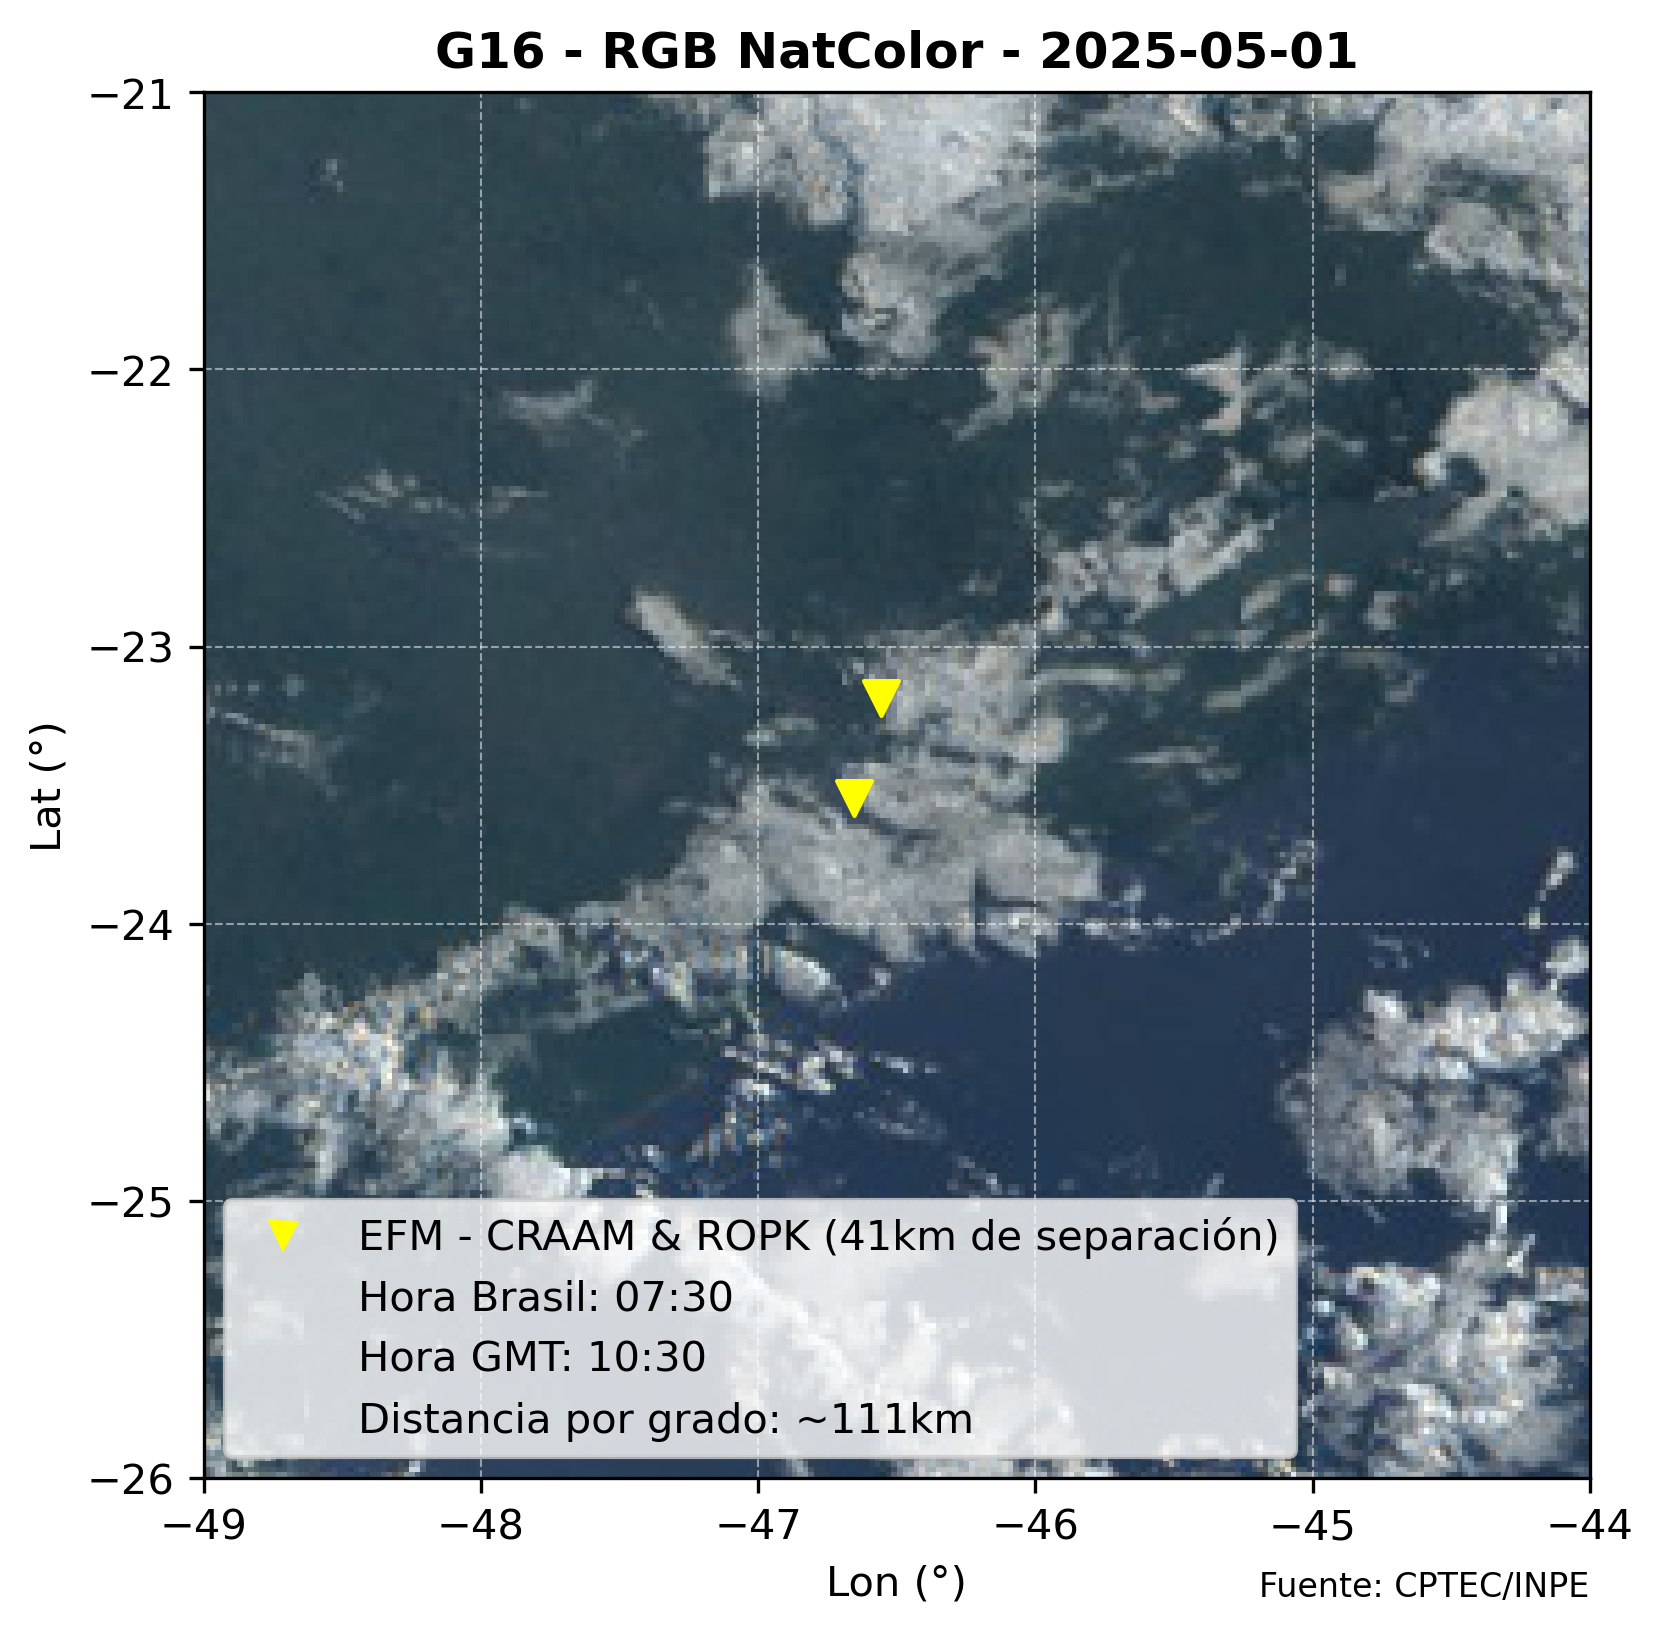 G16 - RGB NatColor - 2025-05-01
−21
−22
−23
−24
−25
−26
Lat (°)
EFM - CRAAM & ROPK (41km de separación)
Hora Brasil: 07:30
Hora GMT: 10:30
Distancia por grado: ~111km
−49 −48 −47 −46 −45 −44
Lon (°)
Fuente: CPTEC/INPE